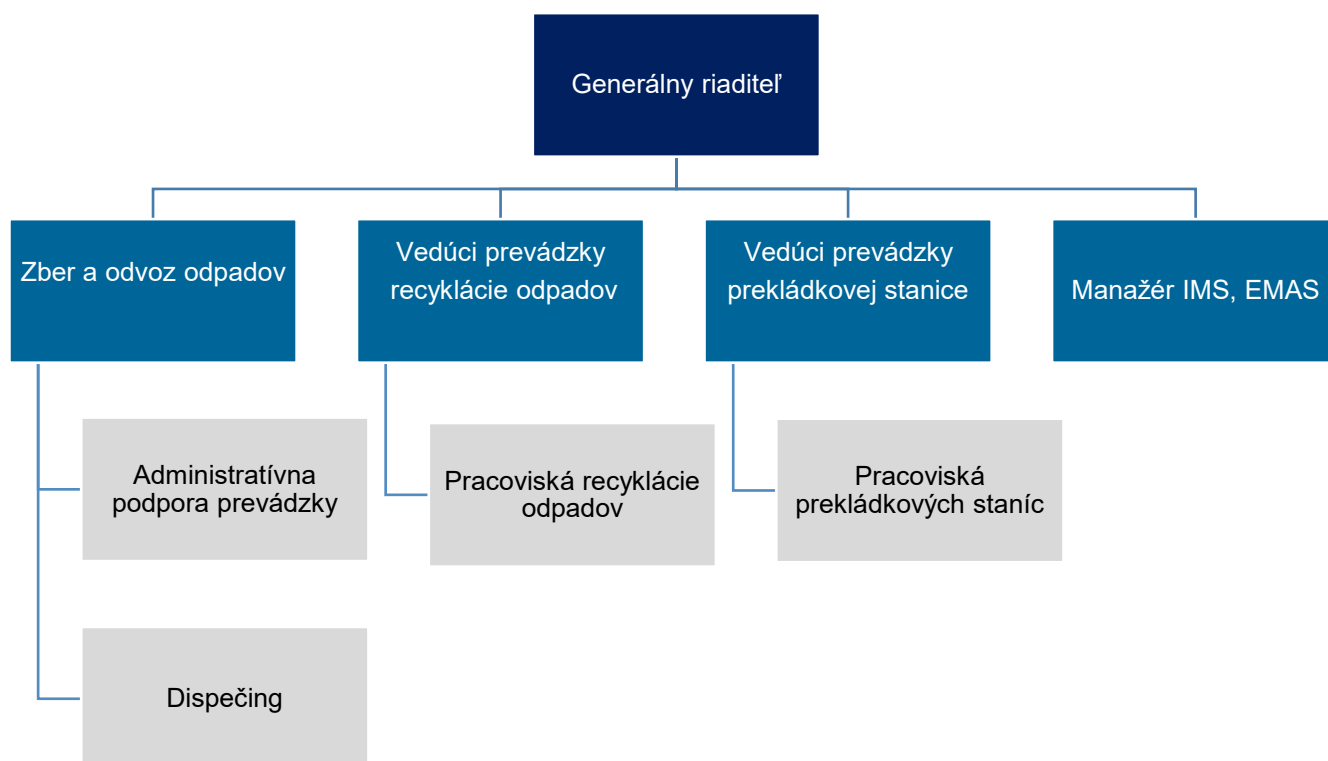 Generálny riaditeľ
Zber a odvoz odpadov
Vedúci prevádzky
recyklácie odpadov
Vedúci prevádzky
prekládkovej stanice
Manažér IMS, EMAS
Administratívna
podpora prevádzky
Pracoviská recyklácie
odpadov
Pracoviská
prekládkových staníc
Dispečing